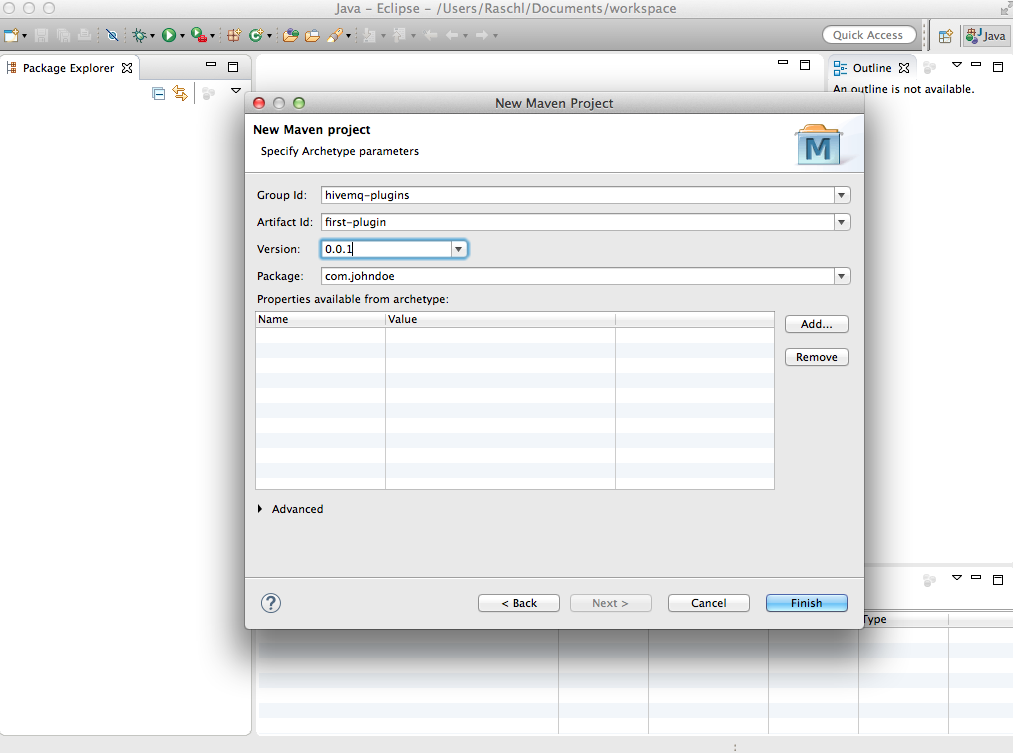 Java – Eclipse – /Users/Raschl/Documents/workspace
Quick Access
Java
Package Explorer
Outline
An outline is not available.
New Maven Project
New Maven project
Specify Archetype parameters
M
Group Id: hivemq-plugins
Artifact Id: first-plugin
Version: 0.0.1
Package: com.johndoe
Properties available from archetype:
Name Value
Add...
Remove
Advanced
? < Back Next > Cancel Finish
Type